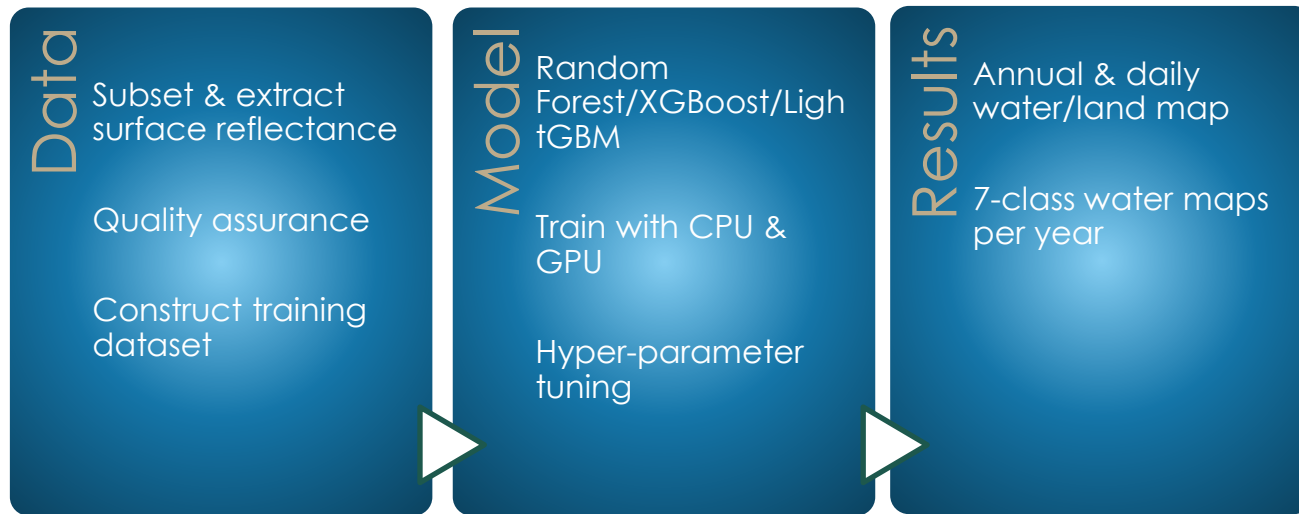 Data
Subset & extract
surface reflectance
Quality assurance
Construct training
dataset
Model
Random
Forest/XGBoost/Ligh
tGBM
Train with CPU &
GPU
Hyper-parameter
tuning
Results
Annual & daily
water/land map
7-class water maps
per year